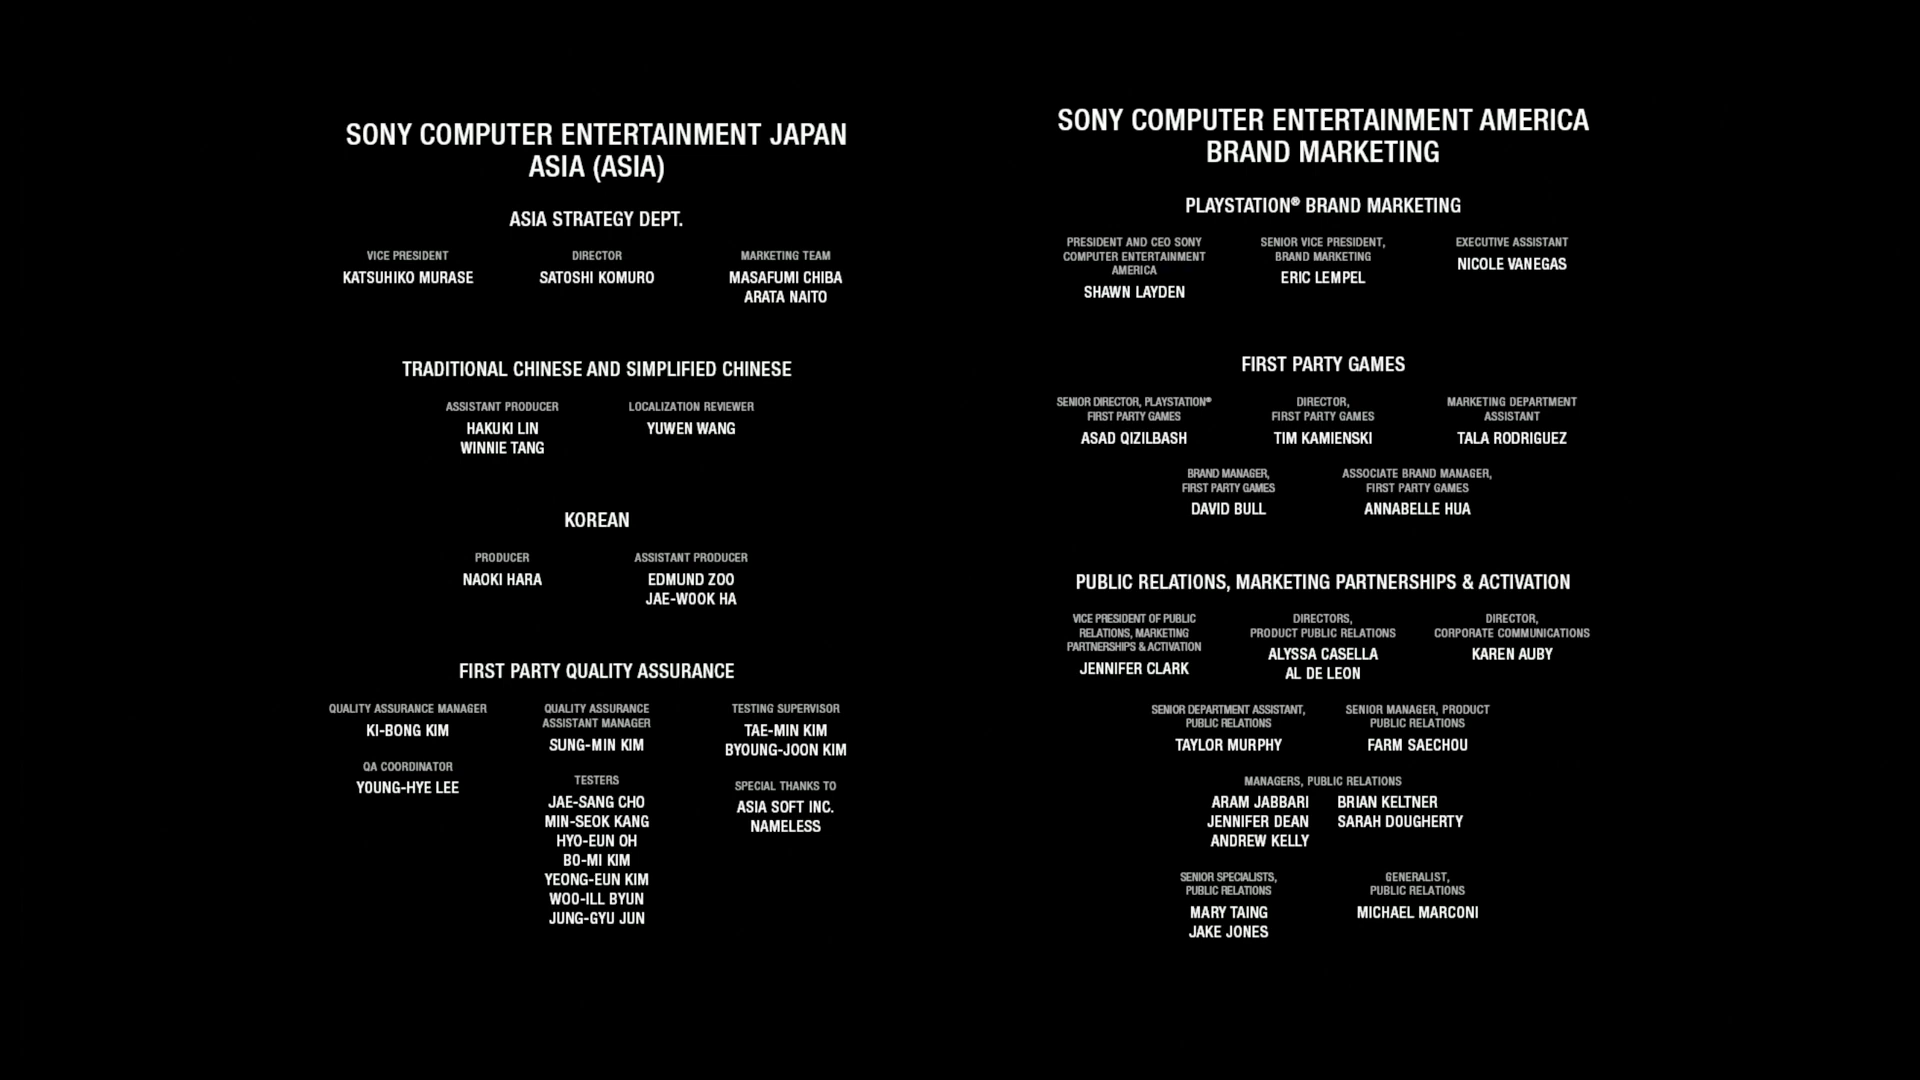 SONY COMPUTER ENTERTAINMENT JAPAN
ASIA (ASIA)
ASIA STRATEGY DEPT.
VICE PRESIDENT
KATSUHIKO MURASE
DIRECTOR
SATOSHI KOMURO
MARKETING TEAM
MASAFUMI CHIBA
ARATA NAITO
TRADITIONAL CHINESE AND SIMPLIFIED CHINESE
ASSISTANT PRODUCER
HAKUKI LIN
WINNIE TANG
LOCALIZATION REVIEWER
YUWEN WANG
KOREAN
PRODUCER
NAOKI HARA
ASSISTANT PRODUCER
EDMUND ZOO
JAE-WOOK HA
FIRST PARTY QUALITY ASSURANCE
QUALITY ASSURANCE MANAGER
KI-BONG KIM
QA COORDINATOR
YOUNG-HYE LEE
QUALITY ASSURANCE
ASSISTANT MANAGER
SUNG-MIN KIM
TESTERS
JAE-SANG CHO
MIN-SEOK KANG
HYO-EUN OH
BO-MI KIM
YEONG-EUN KIM
WOO-ILL BYUN
JUNG-GYU JUN
TESTING SUPERVISOR
TAE-MIN KIM
BYOUNG-JOON KIM
SPECIAL THANKS TO
ASIA SOFT INC.
NAMELESS
SONY COMPUTER ENTERTAINMENT AMERICA
BRAND MARKETING
PLAYSTATION® BRAND MARKETING
PRESIDENT AND CEO SONY
COMPUTER ENTERTAINMENT
AMERICA
SHAWN LAYDEN
SENIOR VICE PRESIDENT,
BRAND MARKETING
ERIC LEMPEL
EXECUTIVE ASSISTANT
NICOLE VANEGAS
FIRST PARTY GAMES
SENIOR DIRECTOR, PLAYSTATION®
FIRST PARTY GAMES
ASAD QIZILBASH
DIRECTOR,
FIRST PARTY GAMES
TIM KAMIENSKI
MARKETING DEPARTMENT
ASSISTANT
TALA RODRIGUEZ
BRAND MANAGER,
FIRST PARTY GAMES
DAVID BULL
ASSOCIATE BRAND MANAGER,
FIRST PARTY GAMES
ANNABELLE HUA
PUBLIC RELATIONS, MARKETING PARTNERSHIPS & ACTIVATION
VICE PRESIDENT OF PUBLIC
RELATIONS, MARKETING
PARTNERSHIPS & ACTIVATION
JENNIFER CLARK
DIRECTORS,
PRODUCT PUBLIC RELATIONS
ALYSSA CASELLA
AL DE LEON
DIRECTOR,
CORPORATE COMMUNICATIONS
KAREN AUBY
SENIOR DEPARTMENT ASSISTANT,
PUBLIC RELATIONS
TAYLOR MURPHY
SENIOR MANAGER, PRODUCT
PUBLIC RELATIONS
FARM SAECHOU
MANAGERS, PUBLIC RELATIONS
ARAM JABBARI
JENNIFER DEAN
ANDREW KELLY
BRIAN KELTNER
SARAH DOUGHERTY
SENIOR SPECIALISTS,
PUBLIC RELATIONS
MARY TAING
JAKE JONES
GENERALIST,
PUBLIC RELATIONS
MICHAEL MARCONI